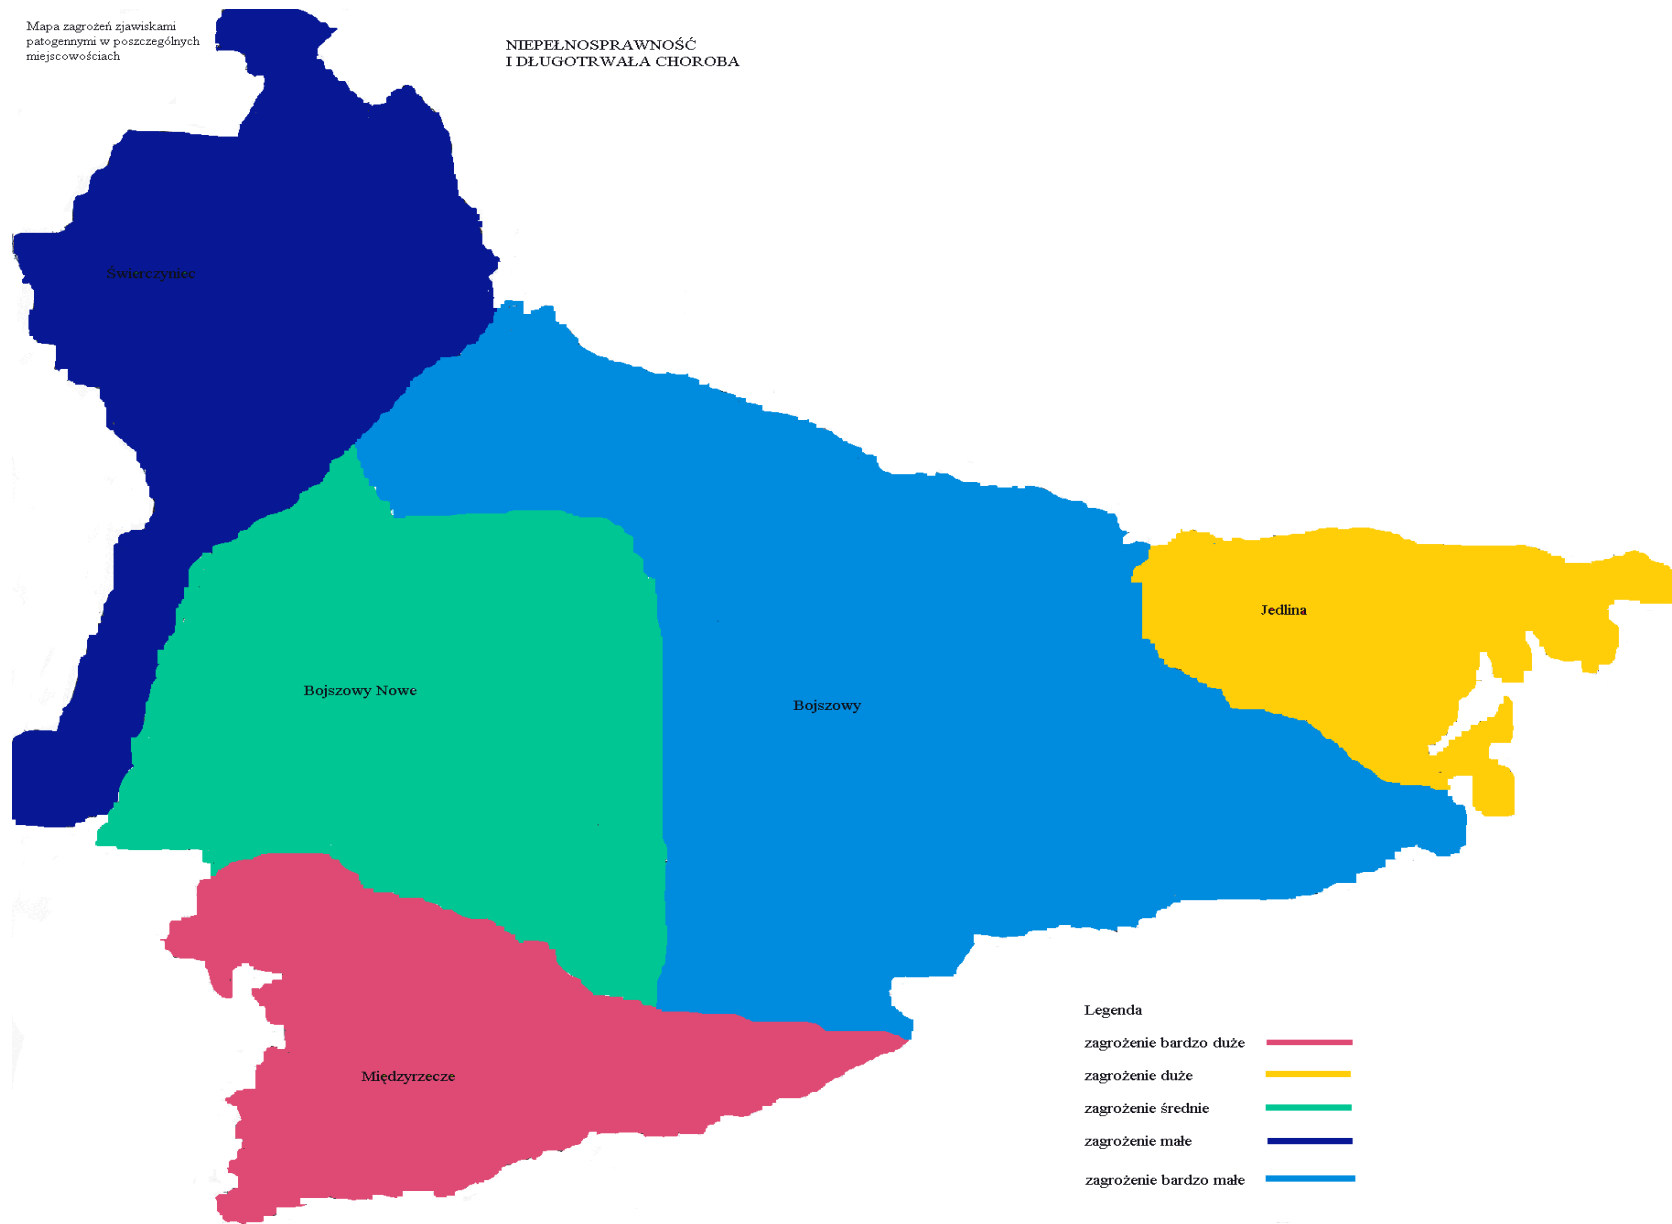 Mapa zagrożeń zjawiskami
patogennymi w poszczególnych
miejscowościach
NIEPEŁNOSPRAWNOŚĆ
I DŁUGOTRWAŁA CHOROBA
Świerczyniec
Jedlina
Bojszowy Nowe
Bojszowy
Międzyrzecze
Legenda
zagrożenie bardzo duże
zagrożenie duże
zagrożenie średnie
zagrożenie małe
zagrożenie bardzo małe